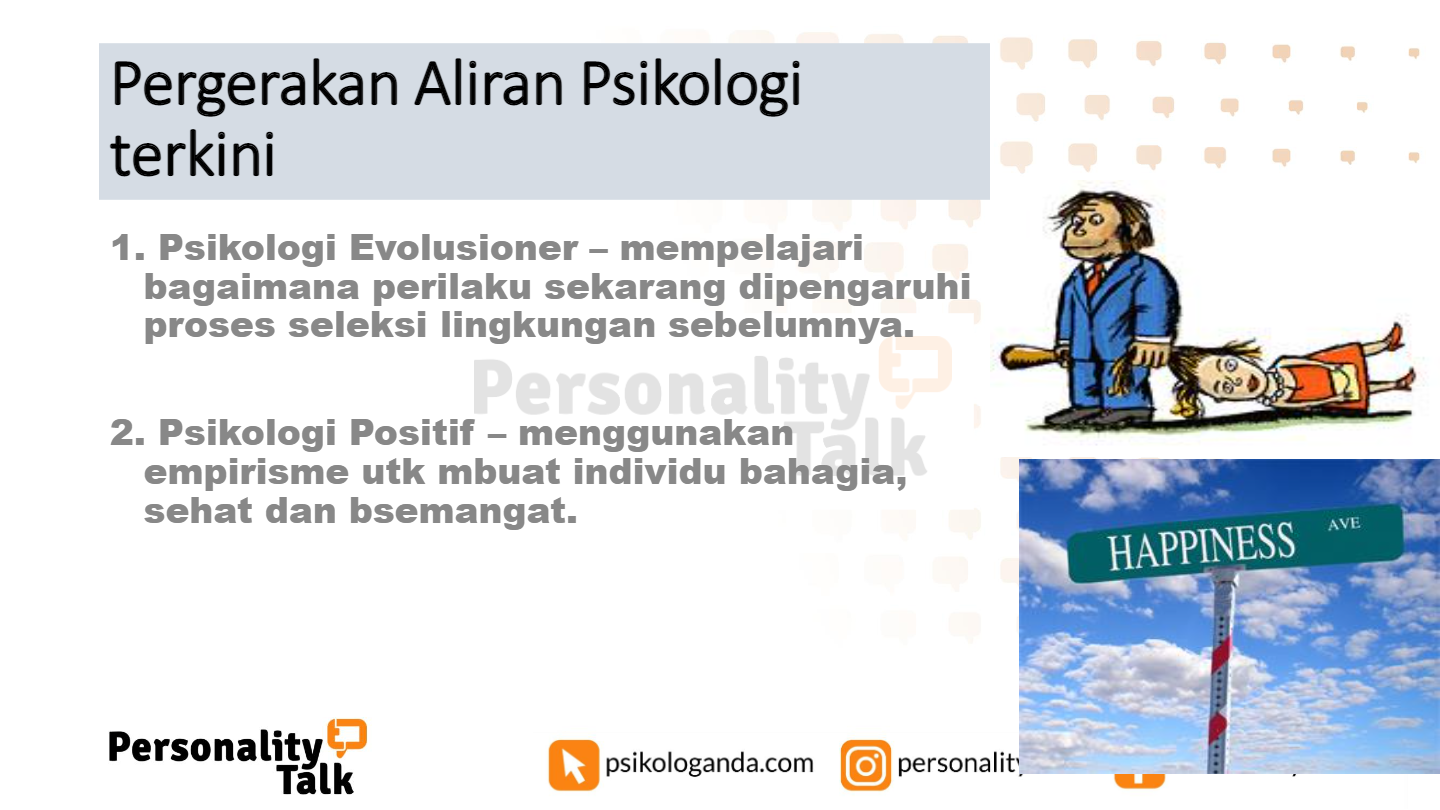 Pergerakan Aliran Psikologi
terkini
1. Psikologi Evolusioner – mempelajari
bagaimana perilaku sekarang dipengaruhi
proses seleksi lingkungan sebelumnya.
Personality
Talk
2. Psikologi Positif – menggunakan
empirisme utk mbuat individu bahagia,
sehat dan bsemangat.
HAPPINESS AVE
Personality
Talk
psikologanda.com